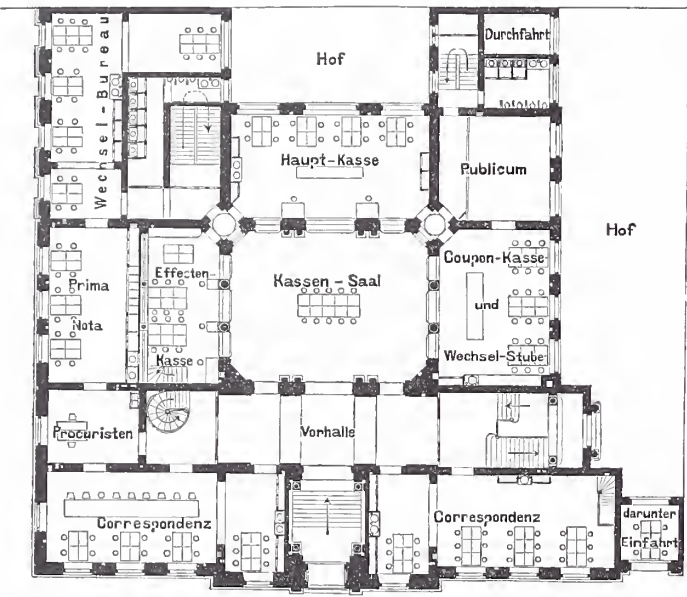 Durchfahrt
Hof
Wechsel-Bureau
Haupt-Kasse
Publicum
Hof
Coupon-Kasse
Effecten-
Prima
Kassen-Saal
und
Nota
Wechsel-Stube
Kasse
Procuristen
Vorhalle
Correspondenz
Correspondenz
darunter
Einfahrt